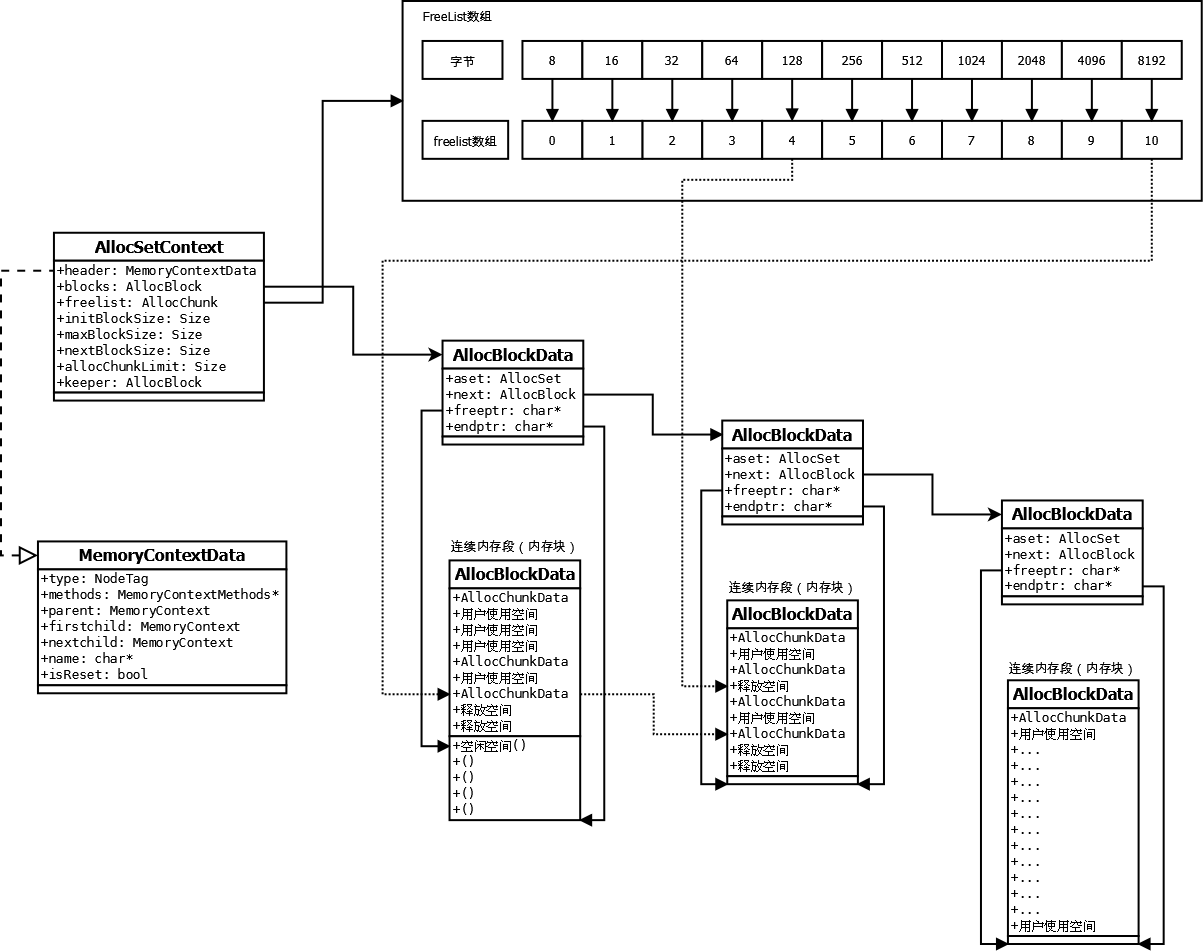 FreeList数组
字节 8 16 32 64 128 256 512 1024 2048 4096 8192
freelist数组 0 1 2 3 4 5 6 7 8 9 10
AllocSetContext
+header: MemoryContextData
+blocks: AllocBlock
+freelist: AllocChunk
+initBlockSize: Size
+maxBlockSize: Size
+nextBlockSize: Size
+allocChunkLimit: Size
+keeper: AllocBlock
MemoryContextData
+type: NodeTag
+methods: MemoryContextMethods*
+parent: MemoryContext
+firstchild: MemoryContext
+nextchild: MemoryContext
+name: char*
+isReset: bool
AllocBlockData
+aset: AllocSet
+next: AllocBlock
+freeptr: char*
+endptr: char*
连续内存段（内存块）
AllocBlockData
+AllocChunkData
+用户使用空间
+用户使用空间
+用户使用空间
+AllocChunkData
+用户使用空间
+AllocChunkData
+释放空间
+释放空间
+空闲空间()
+()
+()
+()
+()
AllocBlockData
+aset: AllocSet
+next: AllocBlock
+freeptr: char*
+endptr: char*
连续内存段（内存块）
AllocBlockData
+AllocChunkData
+用户使用空间
+AllocChunkData
+释放空间
+AllocChunkData
+用户使用空间
+AllocChunkData
+释放空间
+释放空间
AllocBlockData
+aset: AllocSet
+next: AllocBlock
+freeptr: char*
+endptr: char*
连续内存段（内存块）
AllocBlockData
+AllocChunkData
+用户使用空间
+...
+...
+...
+...
+...
+...
+...
+...
+...
+...
+...
+用户使用空间